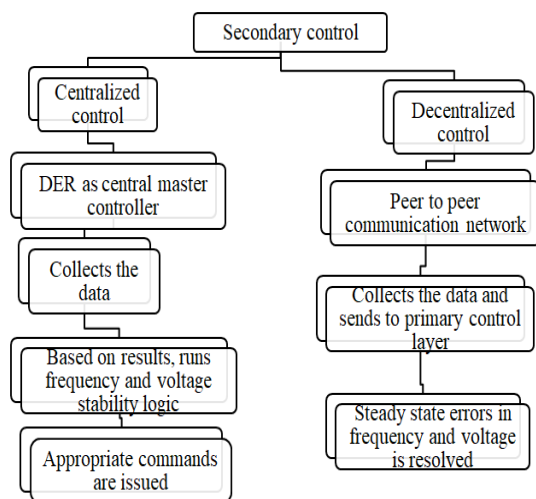 Secondary control
Centralized
control
DER as central master
controller
Collects the
data
Based on results, runs
frequency and voltage
stability logic
Appropriate commands
are issued
Decentralized
control
Peer to peer
communication network
Collects the data and
sends to primary control
layer
Steady state errors in
frequency and voltage
is resolved